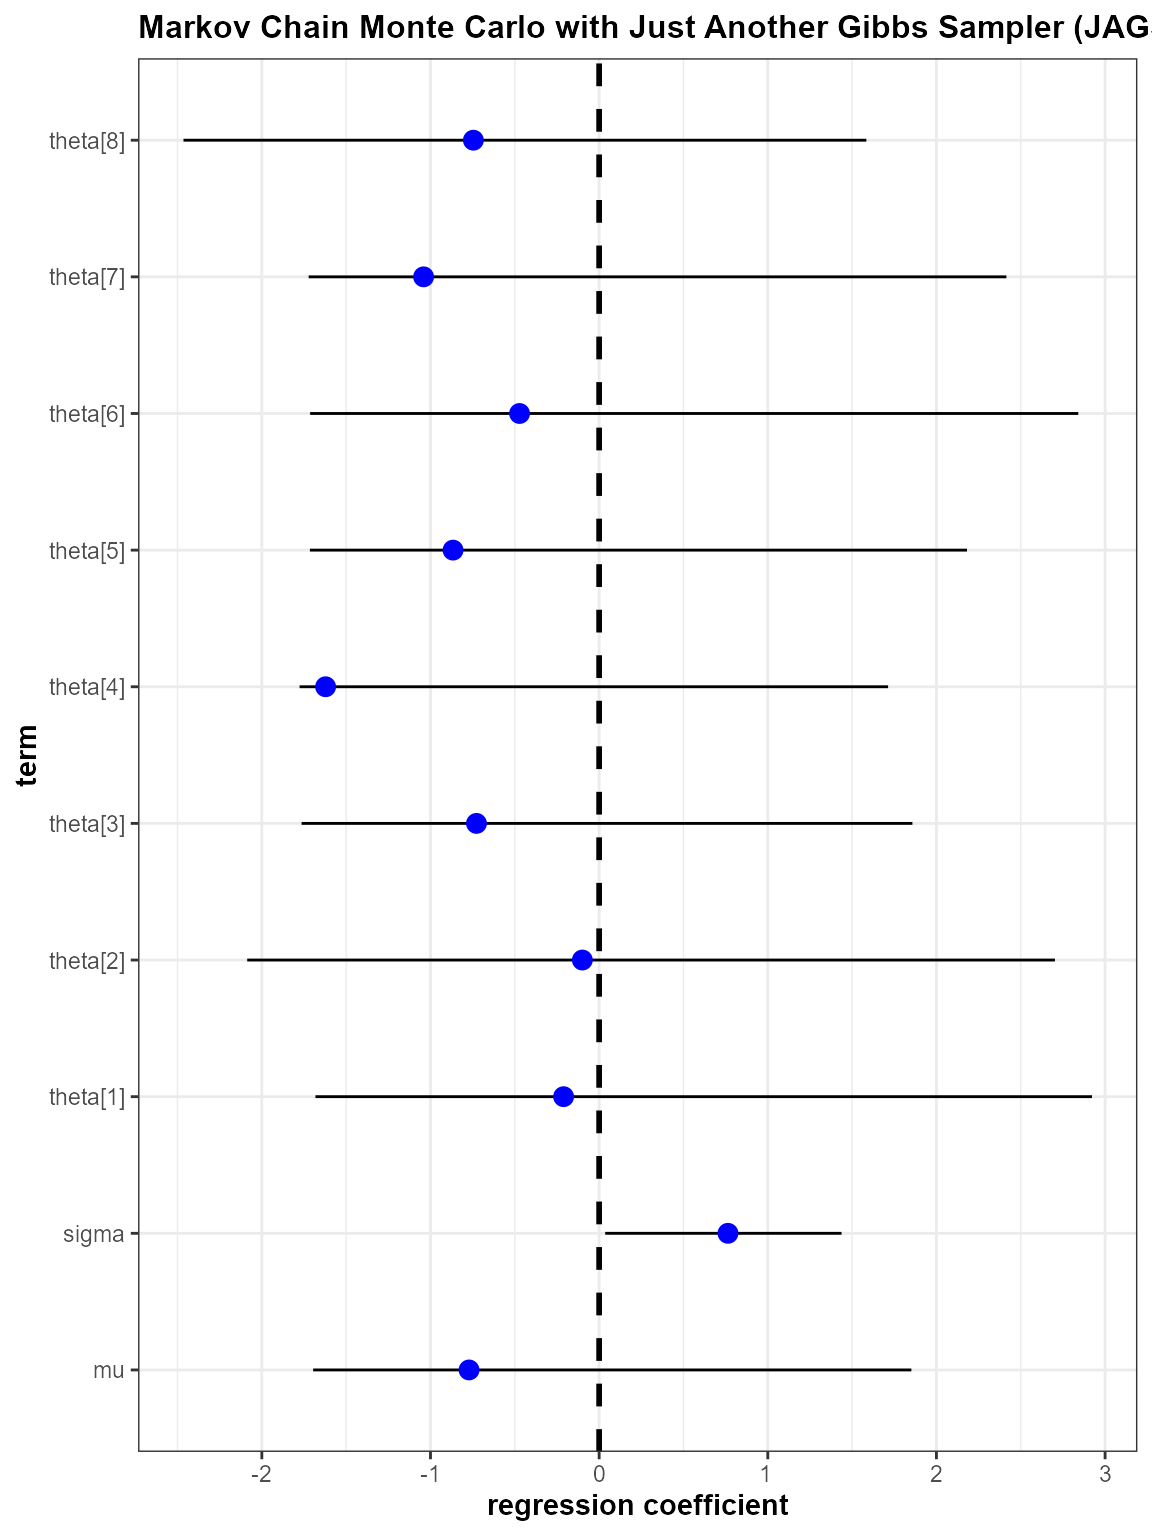 Markov Chain Monte Carlo with Just Another Gibbs Sampler (JAG
theta[8]
theta[7]
theta[6]
theta[5]
theta[4]
theta[3]
theta[2]
theta[1]
sigma
mu
term
-2 -1 0 1 2 3
regression coefficient